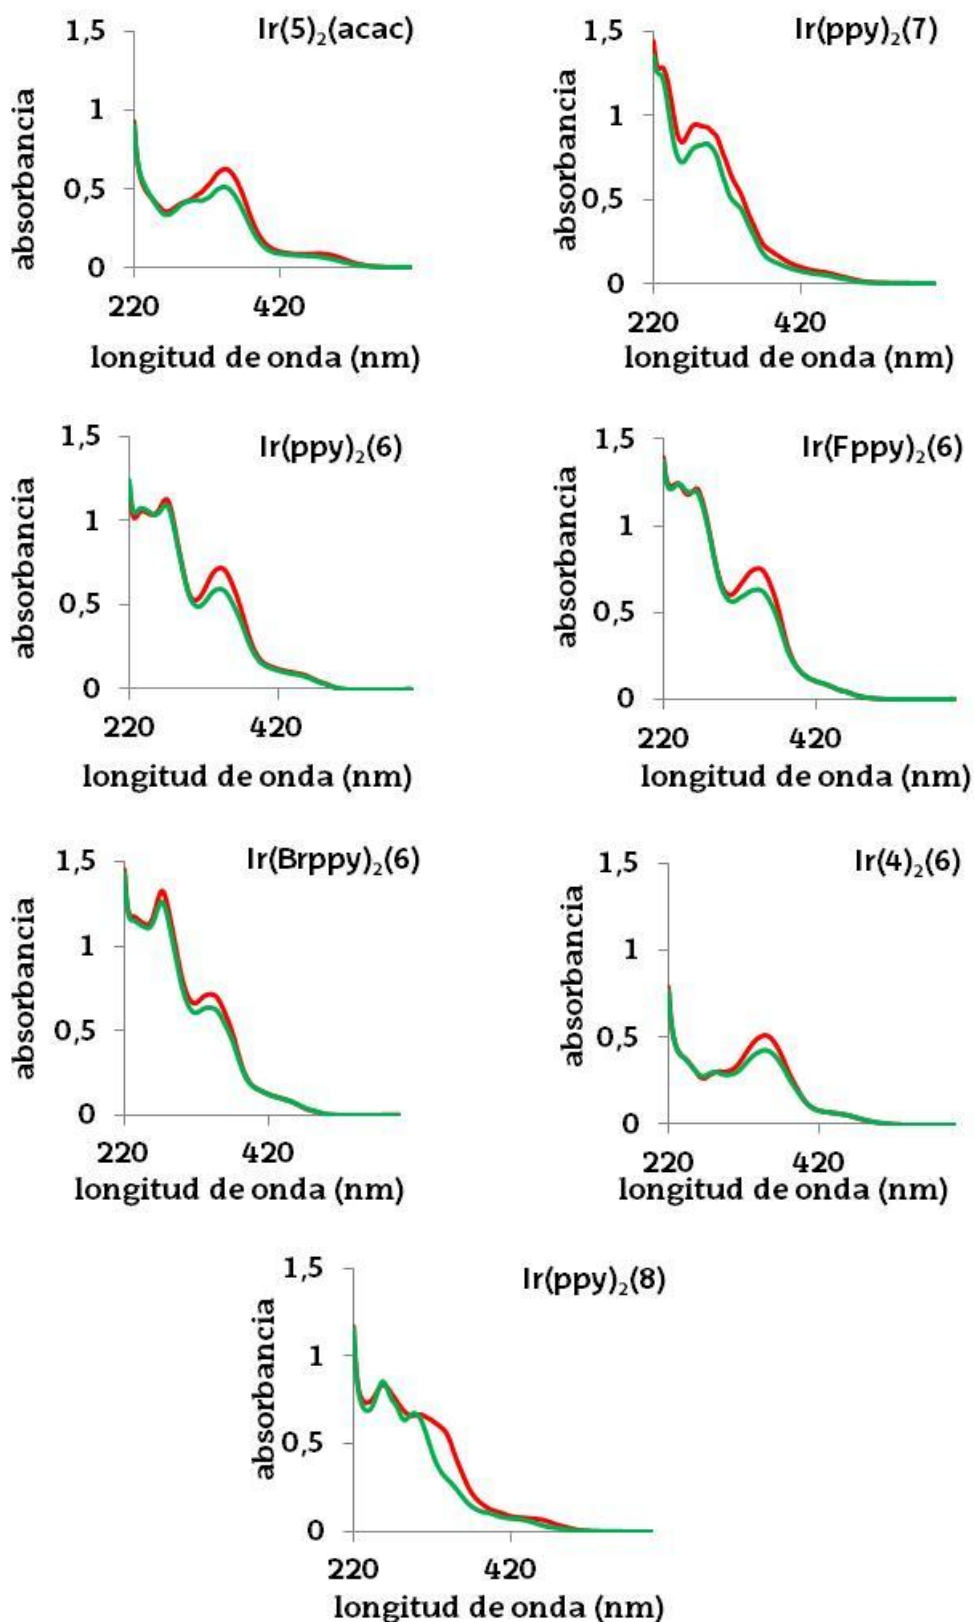 Ir(5)₂(acac)
1,5
1
0,5
0
absorbancia
220 420
longitud de onda (nm)
Ir(ppy)₂(7)
1,5
1
0,5
0
absorbancia
220 420
longitud de onda (nm)
Ir(ppy)₂(6)
1,5
1
0,5
0
absorbancia
220 420
longitud de onda (nm)
Ir(Fppy)₂(6)
1,5
1
0,5
0
absorbancia
220 420
longitud de onda (nm)
Ir(Brppy)₂(6)
1,5
1
0,5
0
absorbancia
220 420
longitud de onda (nm)
Ir(4)₂(6)
1,5
1
0,5
0
absorbancia
220 420
longitud de onda (nm)
Ir(ppy)₂(8)
1,5
1
0,5
0
absorbancia
220 420
longitud de onda (nm)